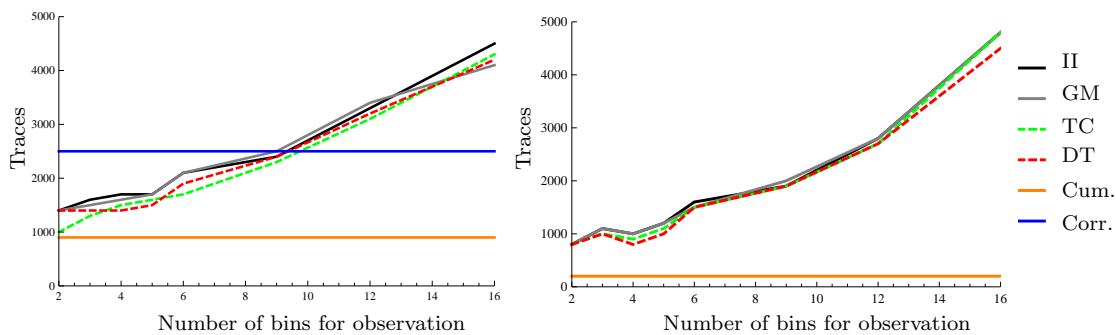 5000
4000
3000
2000
1000
0
Traces
2 4 6 8 10 12 14 16
Number of bins for observation
5000
4000
3000
2000
1000
0
Traces
2 4 6 8 10 12 14 16
Number of bins for observation
II
GM
TC
DT
Cum.
Corr.